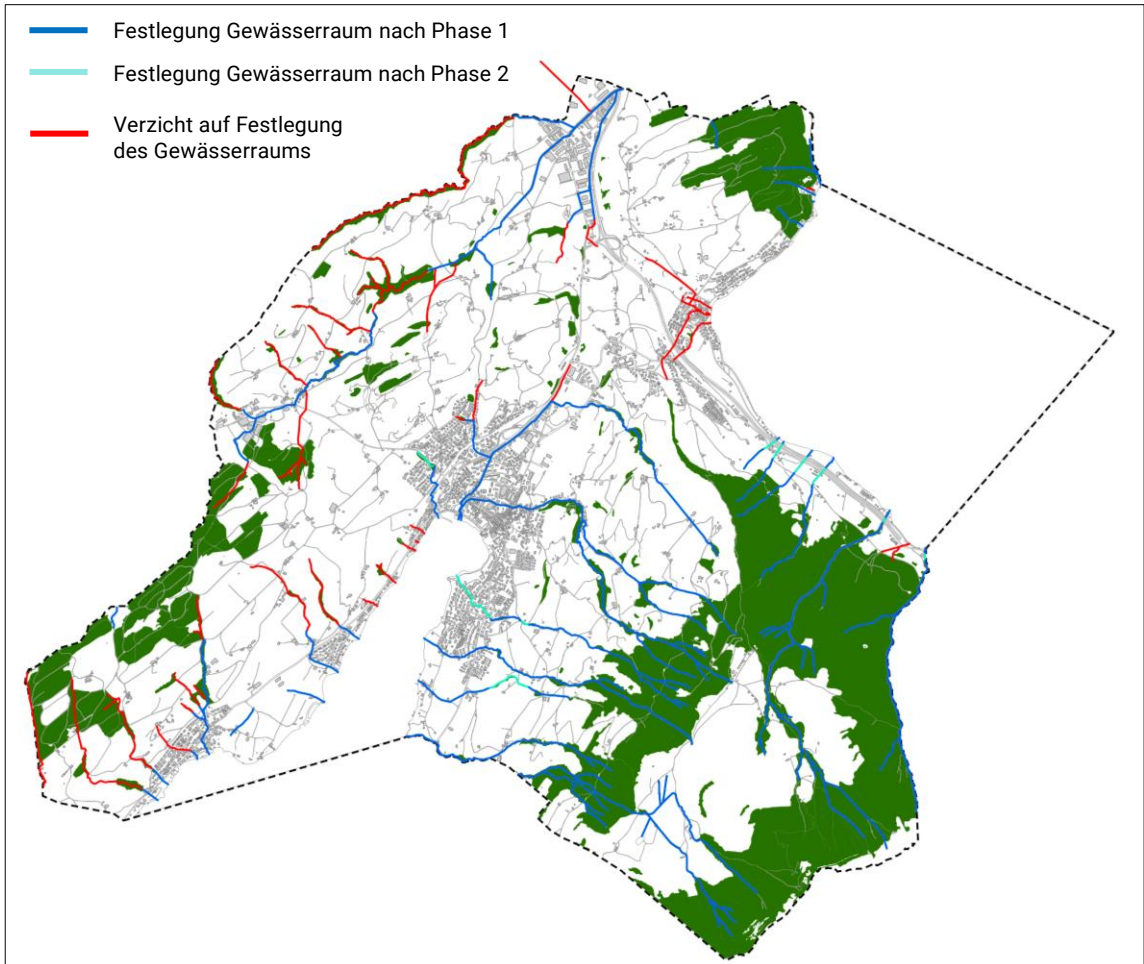 Festlegung Gewässerraum nach Phase 1
Festlegung Gewässerraum nach Phase 2
Verzicht auf Festlegung
des Gewässerraums